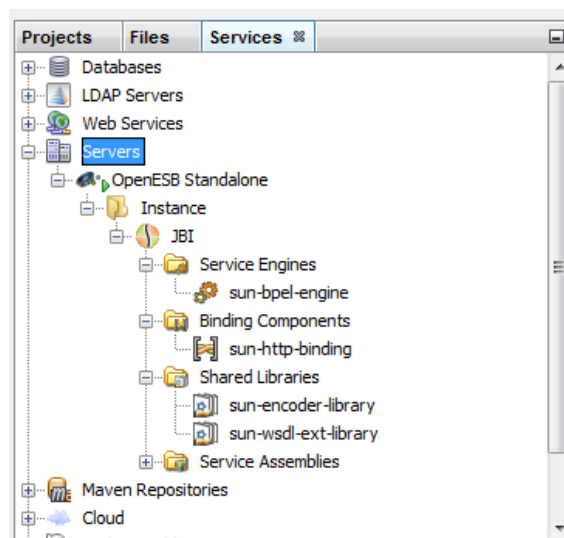 Projects Files Services
Databases
LDAP Servers
Web Services
Servers
OpenESB Standalone
Instance
JBI
Service Engines
sun-bpel-engine
Binding Components
sun-http-binding
Shared Libraries
sun-encoder-library
sun-wsdl-ext-library
Service Assemblies
Maven Repositories
Cloud